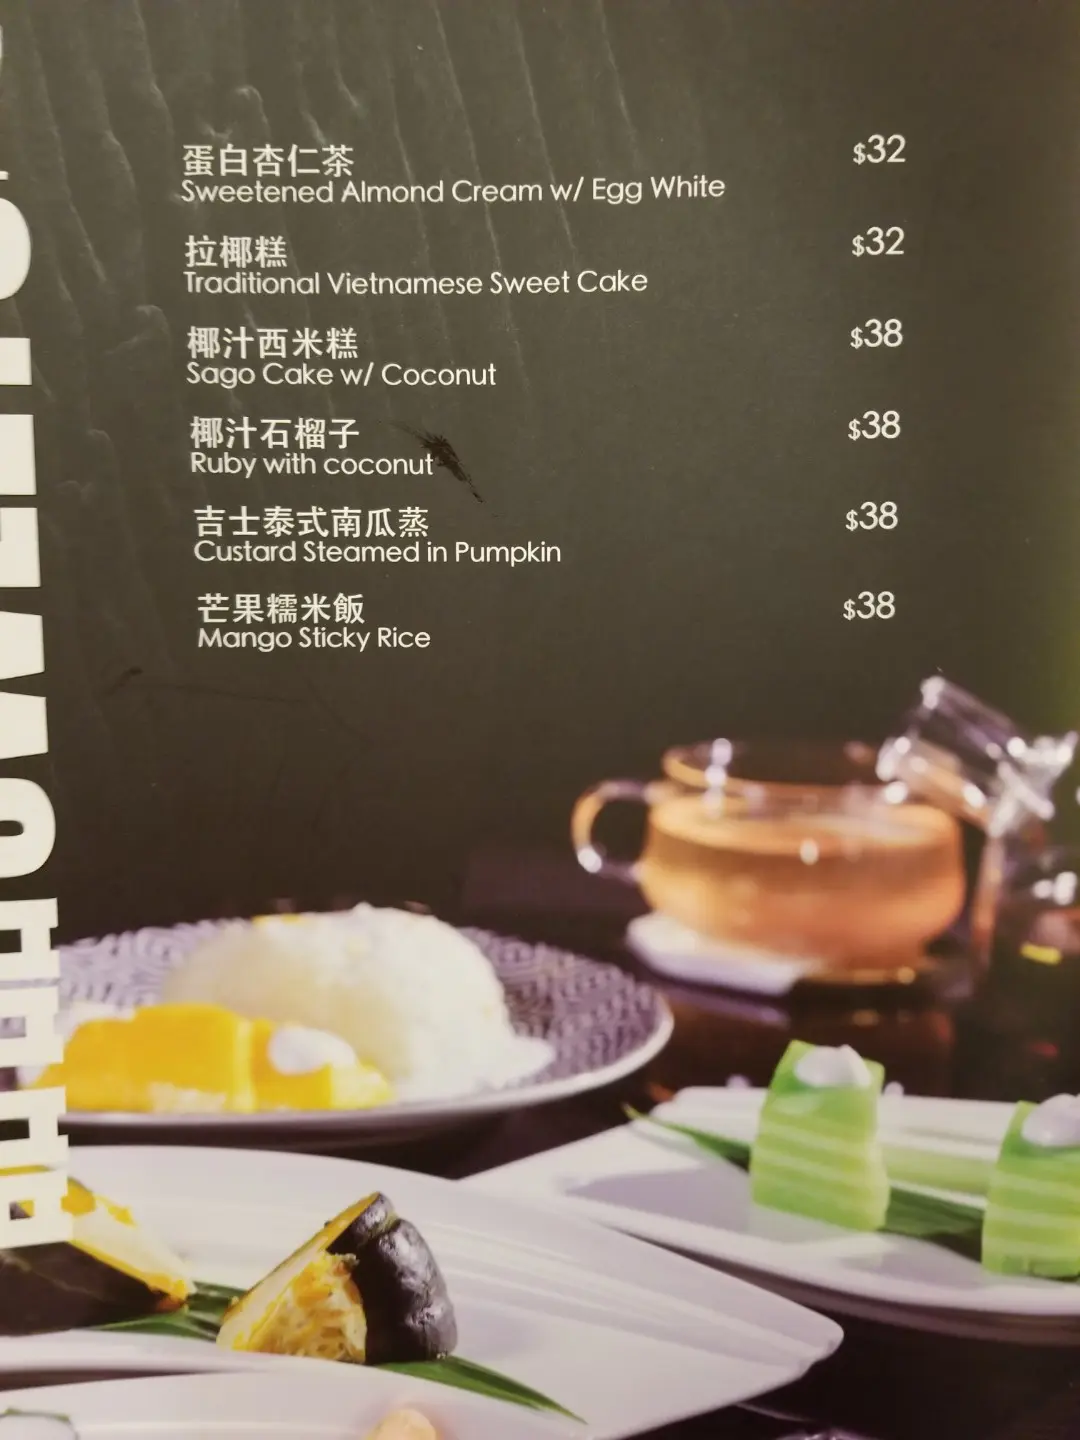 蛋白杏仁茶 $32
Sweetened Almond Cream w/ Egg White
拉椰糕 $32
Traditional Vietnamese Sweet Cake
椰汁西米糕 $38
Sago Cake w/ Coconut
椰汁石榴子 $38
Ruby with coconut
吉士泰式南瓜蒸 $38
Custard Steamed in Pumpkin
芒果糯米飯 $38
Mango Sticky Rice